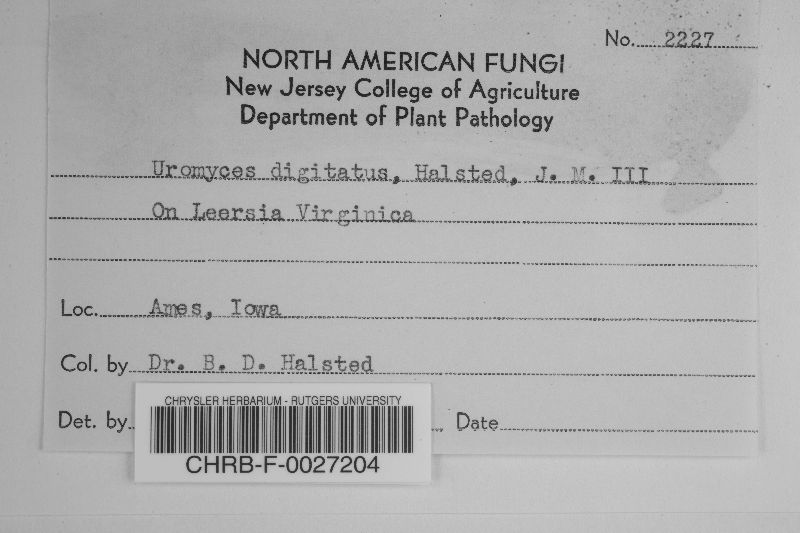 No. 2227
NORTH AMERICAN FUNGI
New Jersey College of Agriculture
Department of Plant Pathology
Uromyces digitatus, Halsted, J. M. III
On Leersia Virginica
Loc. Ames, Iowa
Col. by Dr. B. D. Halsted
Det. by Date
CHRYSLER HERBARIUM - RUTGERS UNIVERSITY
CHRB-F-0027204